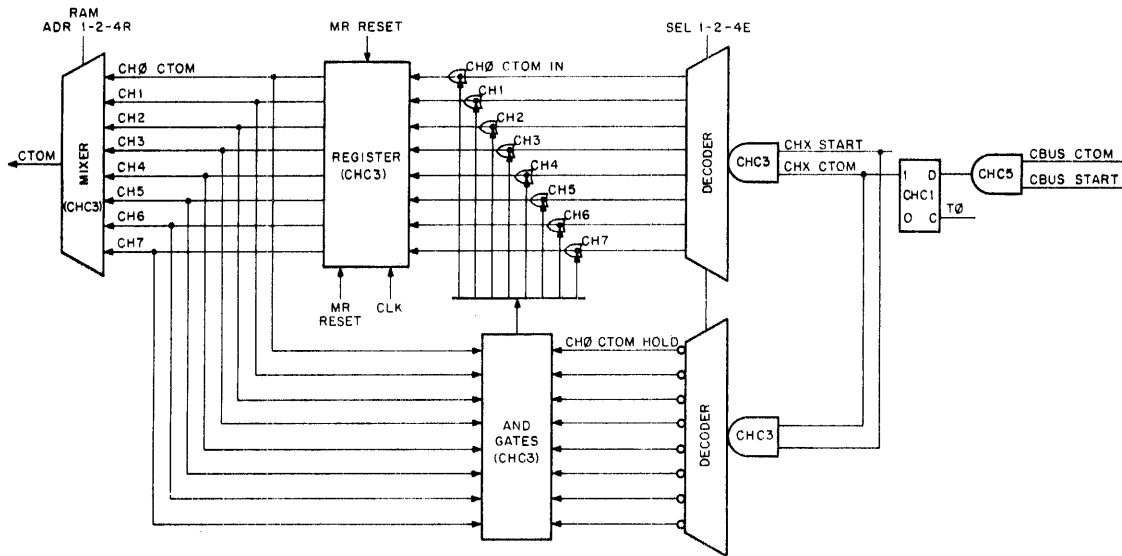 RAM
ADR 1-2-4R
MR RESET
SEL 1-2-4E
CHØ CTOM
CH1
CH2
CH3
CH4
CH5
CH6
CH7
CTOM
MIXER
(CHC3)
REGISTER
(CHC3)
CHØ CTOM IN
CH1
CH2
CH3
CH4
CH5
CH6
CH7
DECODER
CHC3
CHX START
CHX CTOM
1 D
CHC1
O C
TØ
CHC5
CBUS CTOM
CBUS START
MR
RESET
CLK
CHØ CTOM HOLD
AND
GATES
(CHC3)
DECODER
CHC3